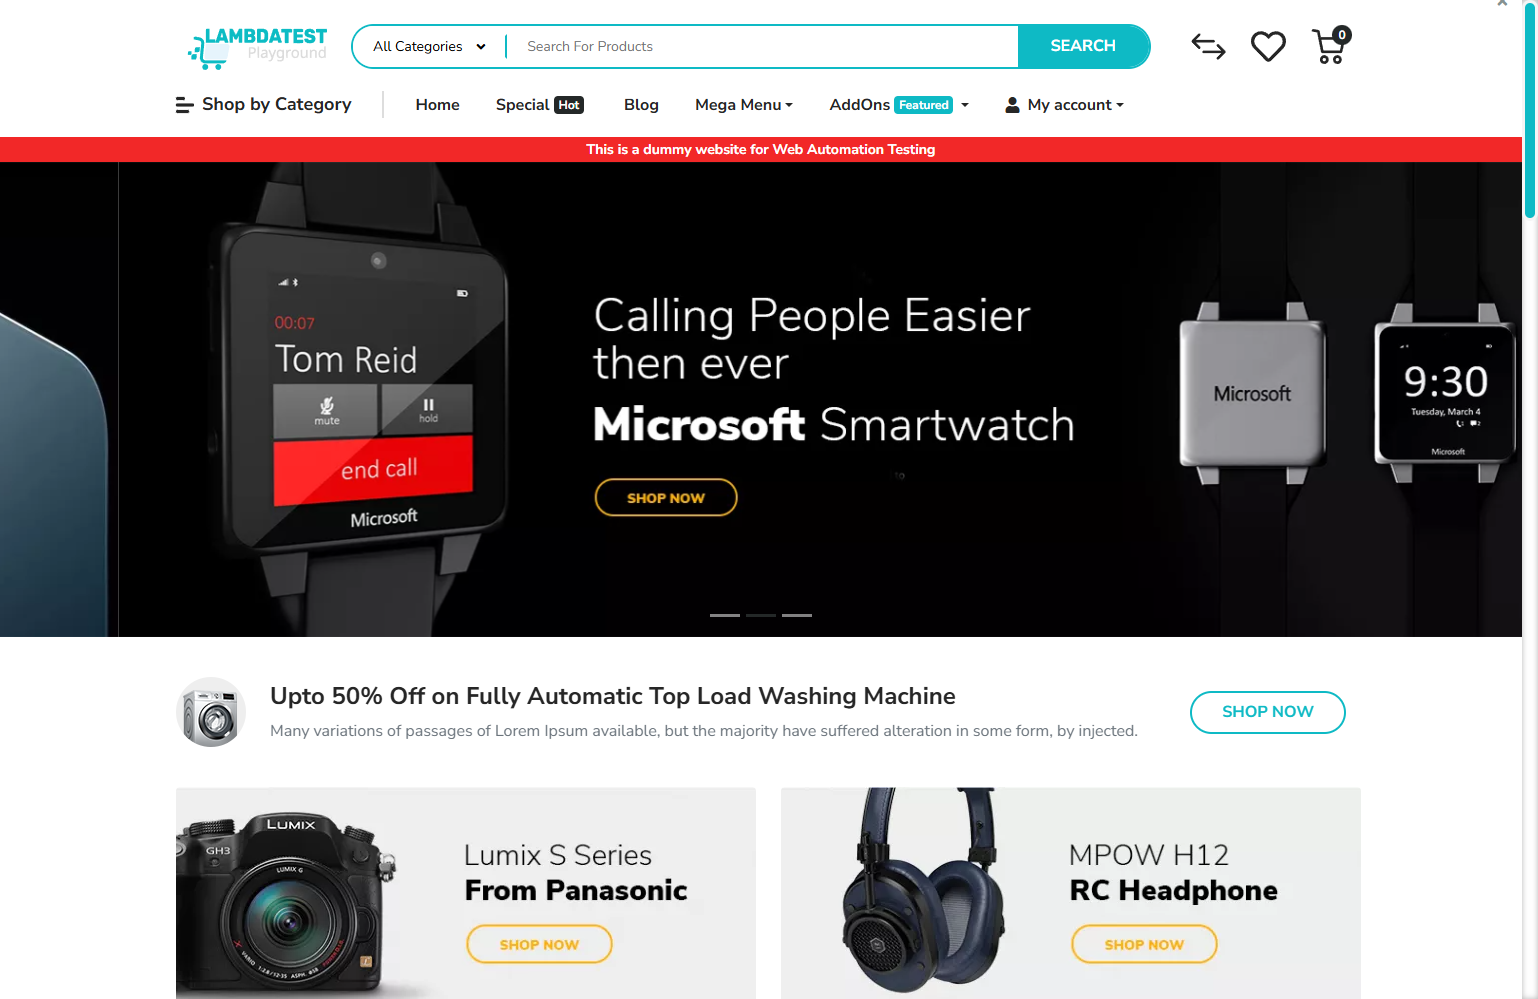 LAMBDATEST
Playground
All Categories
Search For Products
SEARCH
0
Shop by Category
Home
Special Hot
Blog
Mega Menu
AddOns Featured
My account
This is a dummy website for Web Automation Testing
00:07
Tom Reid
mute
hold
end call
Microsoft
Calling People Easier
then ever
Microsoft Smartwatch
SHOP NOW
to
Microsoft
9:30
Tuesday, March 4
Microsoft
Upto 50% Off on Fully Automatic Top Load Washing Machine
Many variations of passages of Lorem Ipsum available, but the majority have suffered alteration in some form, by injected.
SHOP NOW
LUMIX
GH3
LUMIX G
Lumix S Series
From Panasonic
SHOP NOW
MPOW H12
RC Headphone
SHOP NOW